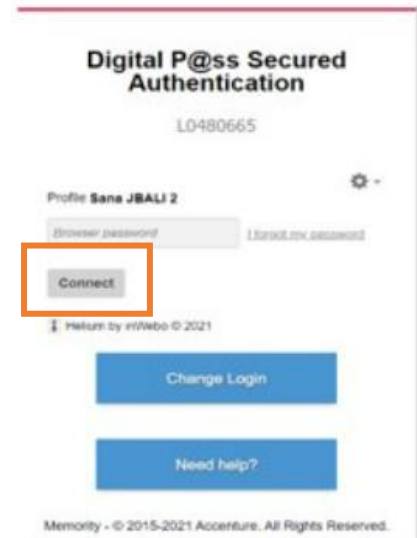 Digital P@ss Secured
Authentication
L0480665
Profile Sana JBALI 2
Browser password I forgot my password
Connect
Helium by inWebo © 2021
Change Login
Need help?
Memority - © 2015-2021 Accenture. All Rights Reserved.